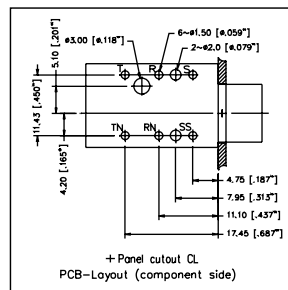 ø3.00 [ø.118"]
6~ø1.50 [ø.059"]
2~ø2.0 [ø.079"]
5.10 [.201"]
T R S
11.43 [.450"]
4.20 [.165"]
TN RN SS
4.75 [.187"]
7.95 [.313"]
11.10 [.437"]
17.45 [.687"]
+ Panel cutout CL
PCB-Layout (component side)